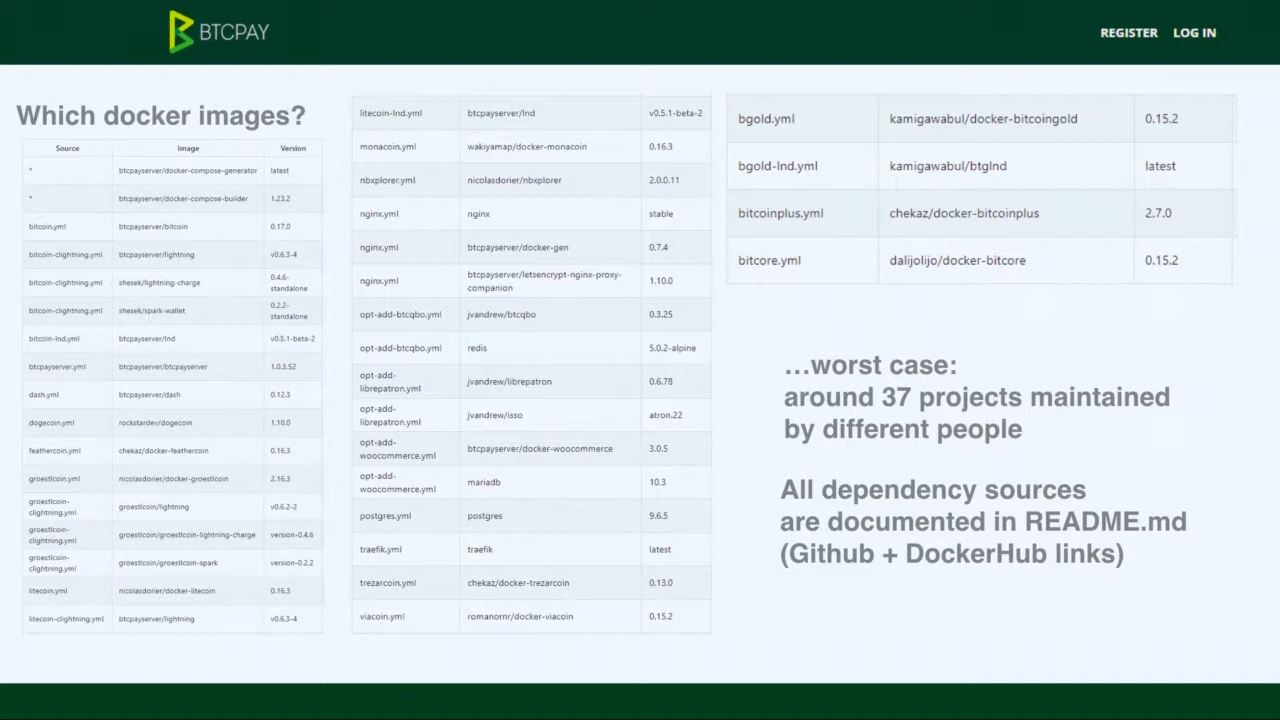 BTCPAY
REGISTER LOG IN
Which docker images?
Source Image Version
* btcpayserver/docker-compose-generator latest
* btcpayserver/docker-compose-builder 1.23.2
bitcoin.yml btcpayserver/bitcoin 0.17.0
bitcoin-clightning.yml btcpayserver/lightning v0.6.3-4
bitcoin-clightning.yml shesek/lightning-charge 0.4.6-
standalone
bitcoin-clightning.yml shesek/spark-wallet 0.2.2-
standalone
bitcoin-lnd.yml btcpayserver/lnd v0.5.1-beta-2
btcpayserver.yml btcpayserver/btcpayserver 1.0.3.52
dash.yml btcpayserver/dash 0.12.3
dogecoin.yml rockstardev/dogecoin 1.10.0
feathercoin.yml chekaz/docker-feathercoin 0.16.3
groestlcoin.yml nicolasdorier/docker-groestlcoin 2.16.3
groestlcoin-
clightning.yml groestlcoin/lightning v0.6.2-2
groestlcoin-
clightning.yml groestlcoin/groestlcoin-lightning-charge version-0.4.6
groestlcoin-
clightning.yml groestlcoin/groestlcoin-spark version-0.2.2
litecoin.yml nicolasdorier/docker-litecoin 0.16.3
litecoin-clightning.yml btcpayserver/lightning v0.6.3-4
litecoin-lnd.yml btcpayserver/lnd v0.5.1-beta-2
monacoin.yml wakiyamap/docker-monacoin 0.16.3
nbxplorer.yml nicolasdorier/nbxplorer 2.0.0.11
nginx.yml nginx stable
nginx.yml btcpayserver/docker-gen 0.7.4
nginx.yml btcpayserver/letsencrypt-nginx-proxy-
companion 1.10.0
opt-add-btcqbo.yml jvandrew/btcqbo 0.3.25
opt-add-btcqbo.yml redis 5.0.2-alpine
opt-add-
librepatron.yml jvandrew/librepatron 0.6.78
opt-add-
librepatron.yml jvandrew/isso atron.22
opt-add-
woocommerce.yml btcpayserver/docker-woocommerce 3.0.5
opt-add-
woocommerce.yml mariadb 10.3
postgres.yml postgres 9.6.5
traefik.yml traefik latest
trezarcoin.yml chekaz/docker-trezarcoin 0.13.0
viacoin.yml romanornr/docker-viacoin 0.15.2
bgold.yml kamigawabul/docker-bitcoingold 0.15.2
bgold-lnd.yml kamigawabul/btglnd latest
bitcoinplus.yml chekaz/docker-bitcoinplus 2.7.0
bitcore.yml dalijolijo/docker-bitcore 0.15.2
…worst case:
around 37 projects maintained
by different people
All dependency sources
are documented in README.md
(Github + DockerHub links)